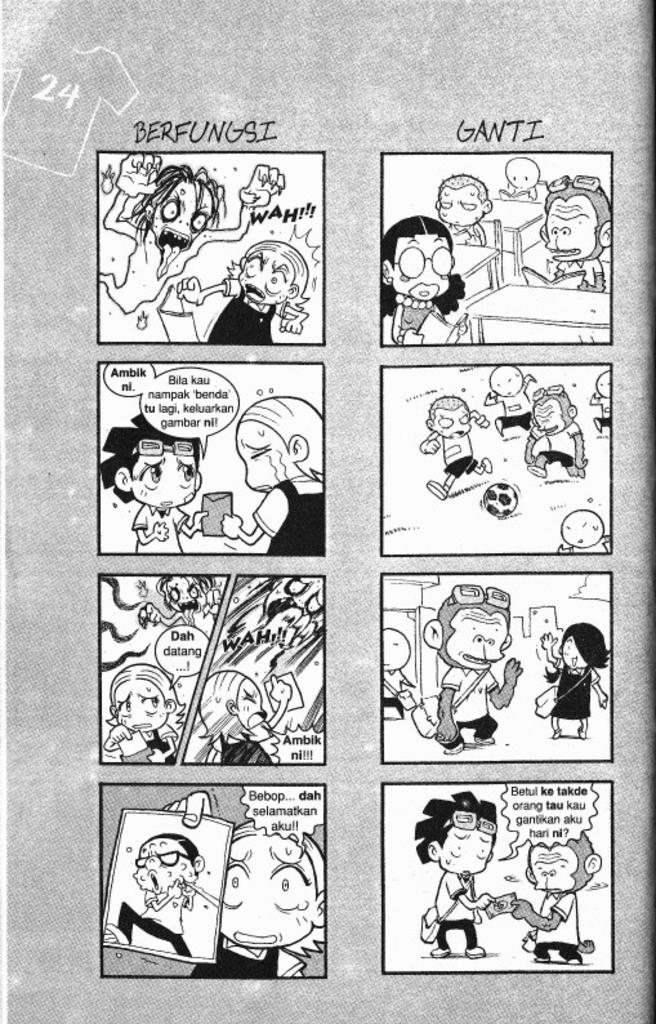 24
BERFUNGSI
WAH!!!
Ambik
ni.
Bila kau
nampak 'benda'
tu lagi, keluarkan
gambar ni!
Dah
datang
...!
WAH!!!
Ambik
ni!!!
Bebop... dah
selamatkan
aku!!
GANTI
Betul ke takde
orang tau kau
gantikan aku
hari ni?